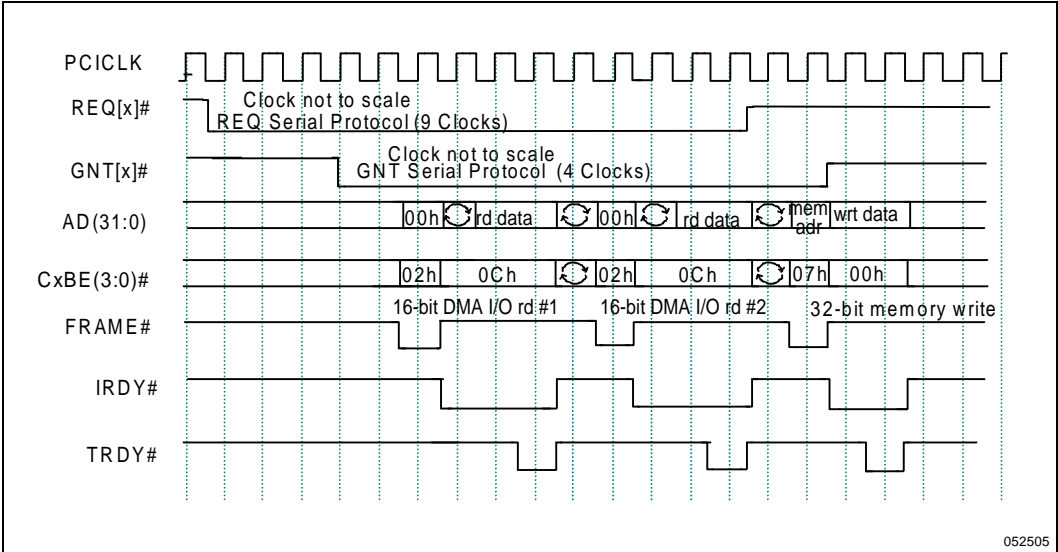 PCICLK
REQ[x]#
Clock not to scale
REQ Serial Protocol (9 Clocks)
GNT[x]#
Clock not to scale
GNT Serial Protocol (4 Clocks)
AD(31:0)
00h rd data 00h rd data mem adr wrt data
CxBE(3:0)#
02h 0Ch 02h 0Ch 07h 00h
16-bit DMA I/O rd #1 16-bit DMA I/O rd #2 32-bit memory write
FRAME#
IRDY#
TRDY#
052505